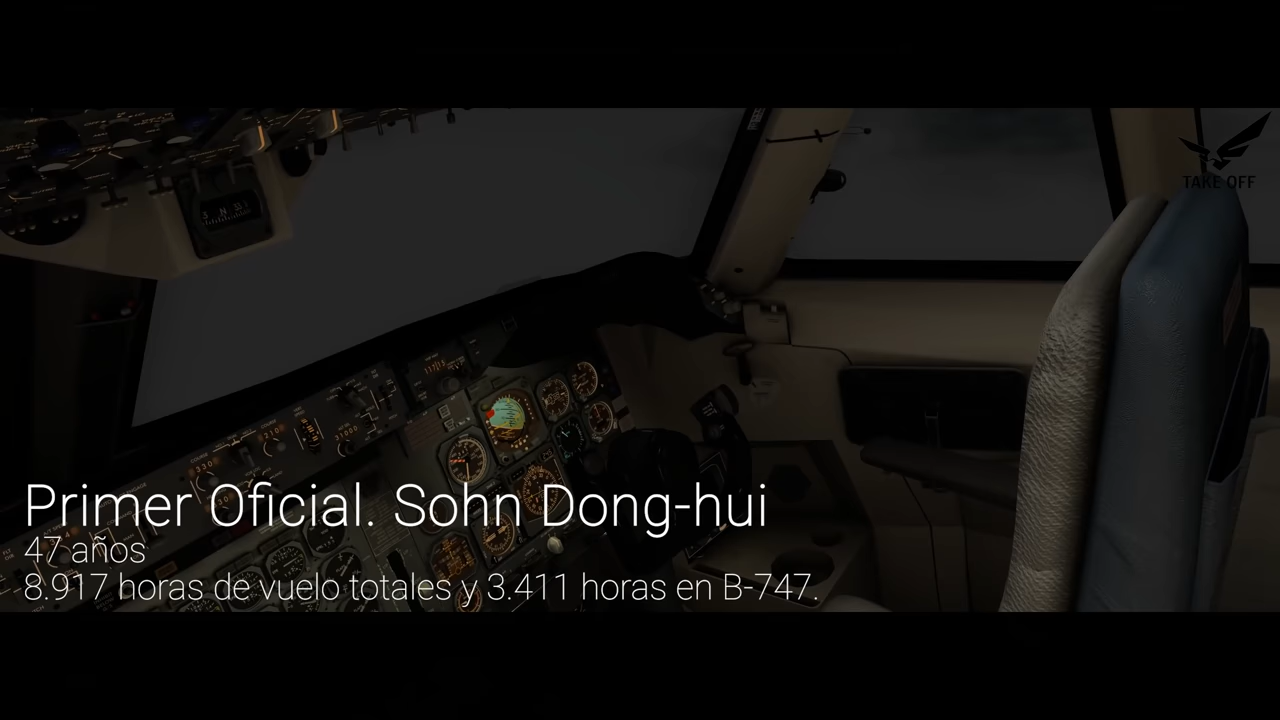 TAKE OFF
Primer Oficial. Sohn Dong-hui
47 años
8.917 horas de vuelo totales y 3.411 horas en B-747.